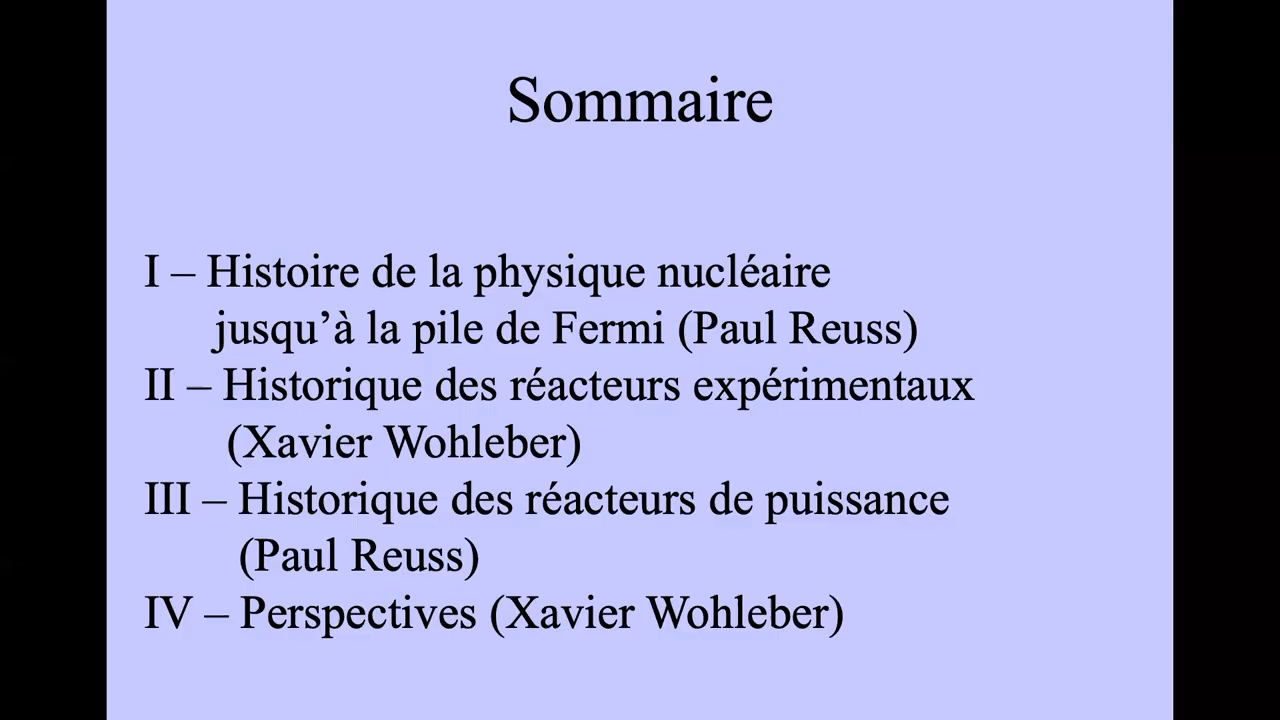 Sommaire
I – Histoire de la physique nucléaire
jusqu’à la pile de Fermi (Paul Reuss)
II – Historique des réacteurs expérimentaux
(Xavier Wohleber)
III – Historique des réacteurs de puissance
(Paul Reuss)
IV – Perspectives (Xavier Wohleber)